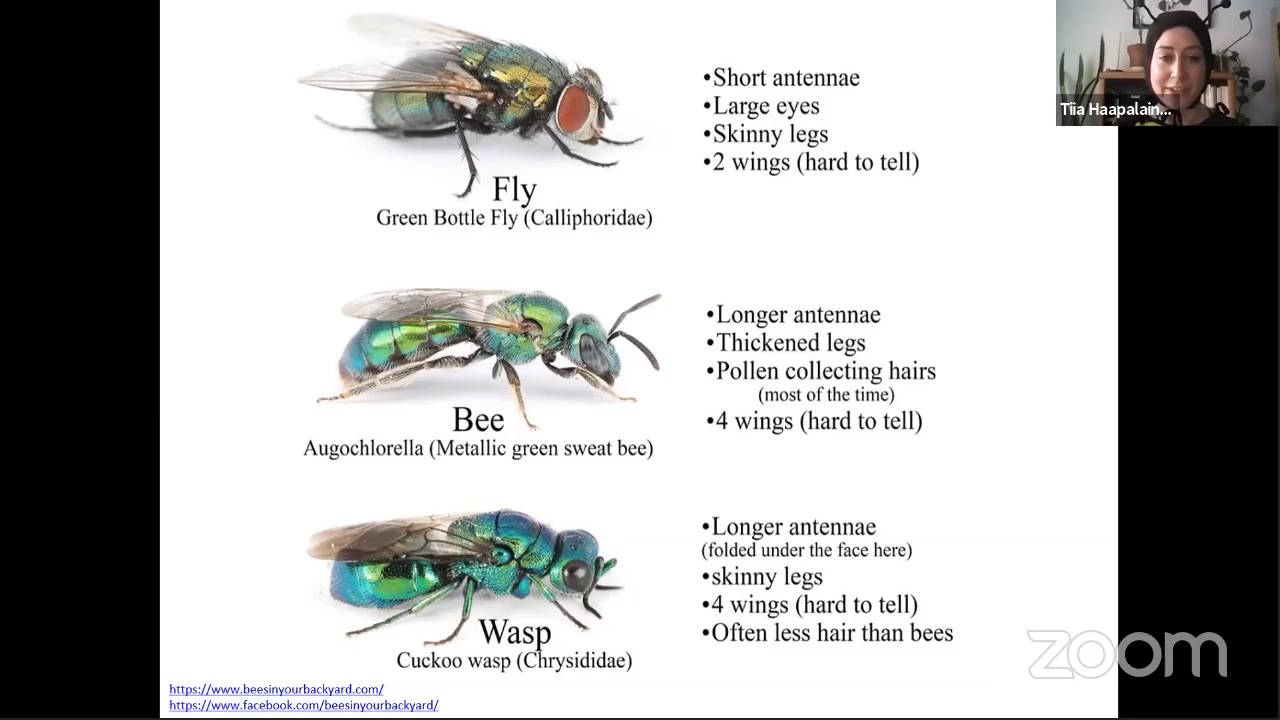 •Short antennae
•Large eyes
•Skinny legs
•2 wings (hard to tell)
Tiia Haapalain...
Fly
Green Bottle Fly (Calliphoridae)
•Longer antennae
•Thickened legs
•Pollen collecting hairs
(most of the time)
•4 wings (hard to tell)
Bee
Augochlorella (Metallic green sweat bee)
•Longer antennae
(folded under the face here)
•skinny legs
•4 wings (hard to tell)
•Often less hair than bees
Wasp
Cuckoo wasp (Chrysididae)
zoom
https://www.beesinyourbackyard.com/
https://www.facebook.com/beesinyourbackyard/